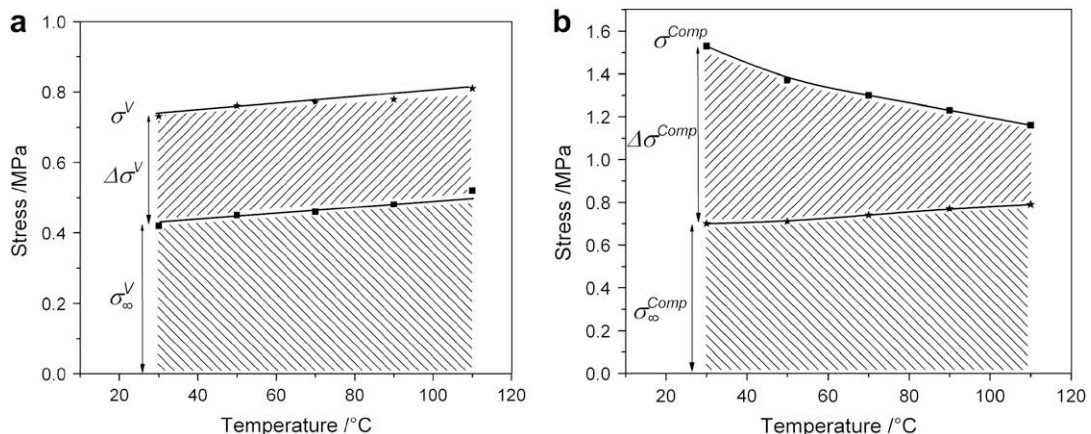 a
1.0
0.8
0.6
0.4
0.2
0.0
Stress /MPa
σ^V
Δσ^V
σ∞^V
20 40 60 80 100 120
Temperature /°C
b
1.6
1.4
1.2
1.0
0.8
0.6
0.4
0.2
0.0
Stress /MPa
σ^Comp
Δσ^Comp
σ∞^Comp
20 40 60 80 100 120
Temperature /°C